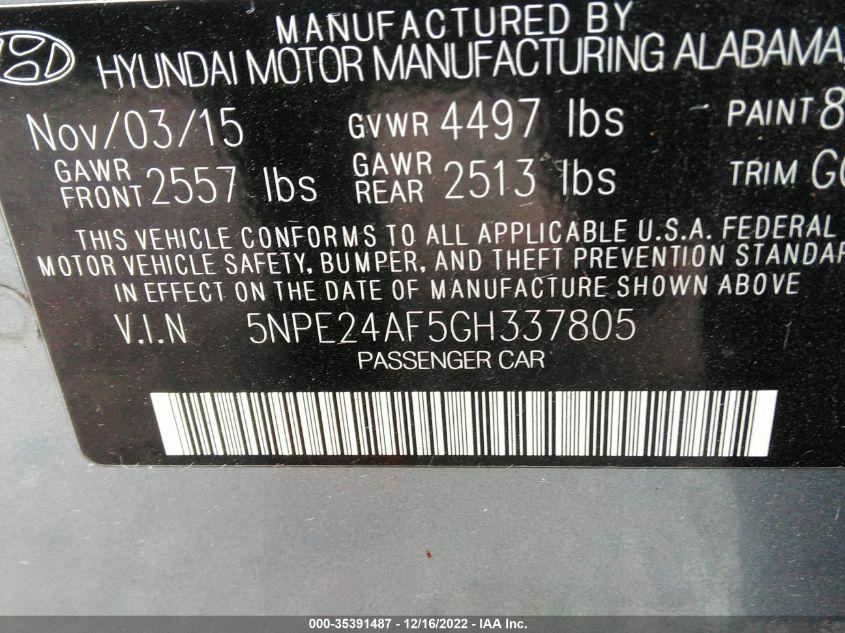 MANUFACTURED BY
HYUNDAI MOTOR MANUFACTURING ALABAMA,
Nov/03/15 GVWR 4497 lbs PAINT 8
GAWR FRONT 2557 lbs GAWR REAR 2513 lbs TRIM
THIS VEHICLE CONFORMS TO ALL APPLICABLE U.S.A. FEDERAL
MOTOR VEHICLE SAFETY, BUMPER, AND THEFT PREVENTION STANDAR
IN EFFECT ON THE DATE OF MANUFACTURE SHOWN ABOVE
V.I.N 5NPE24AF5GH337805
PASSENGER CAR
000-35391487 - 12/16/2022 - IAA Inc.